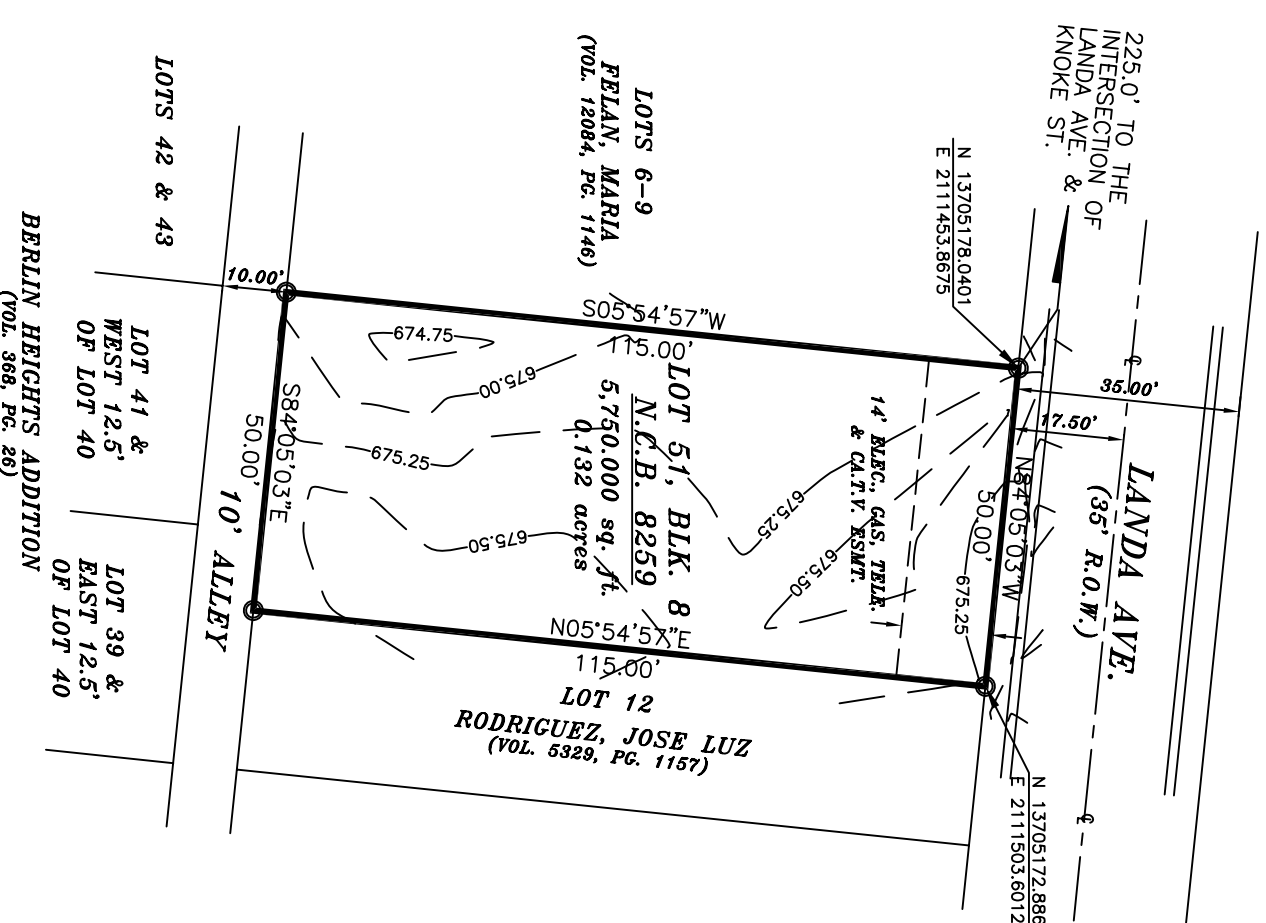 225.0' TO THE
INTERSECTION OF
LANDA AVE. &
KNOKE ST.
N 13705178.0401
E 2111453.8675
LANDA AVE.
(35' R.O.W.)
35.00'
17.50'
N84°05'03"W
50.00'
N 13705172.886
E 2111503.6012
14' ELEC., GAS, TELE.
& CA.T.V. ESMT.
675.25
675.25
675.50
LOTS 6-9
FELAN, MARIA
(VOL. 12084, PG. 1146)
S05°54'57"W
115.00'
LOT 51, BLK. 8
N.C.B. 8259
5,750.000 sq. ft.
0.132 acres
674.75
675.00
675.25
675.50
N05°54'57"E
115.00'
LOT 12
RODRIGUEZ, JOSE LUZ
(VOL. 5329, PG. 1157)
S84°05'03"E
50.00'
10.00'
10' ALLEY
LOTS 42 & 43
LOT 41 &
WEST 12.5'
OF LOT 40
LOT 39 &
EAST 12.5'
OF LOT 40
BERLIN HEIGHTS ADDITION
(VOL. 368, PG. 26)